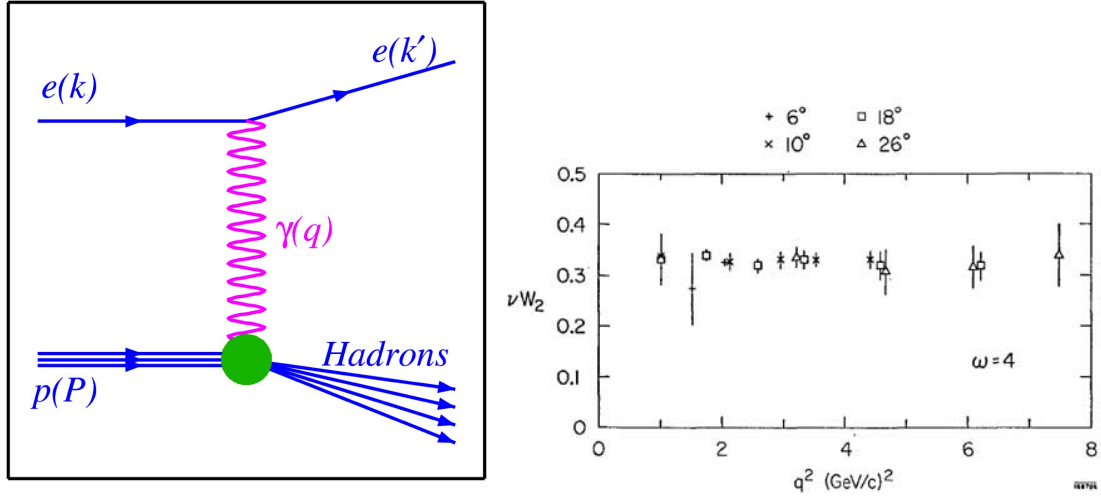 e(k)
e(k′)
γ(q)
p(P)
Hadrons
+ 6° □ 18°
× 10° △ 26°
0.5
0.4
0.3
0.2
0.1
0
νW₂
ω = 4
0 2 4 6 8
q² (GeV/c)²